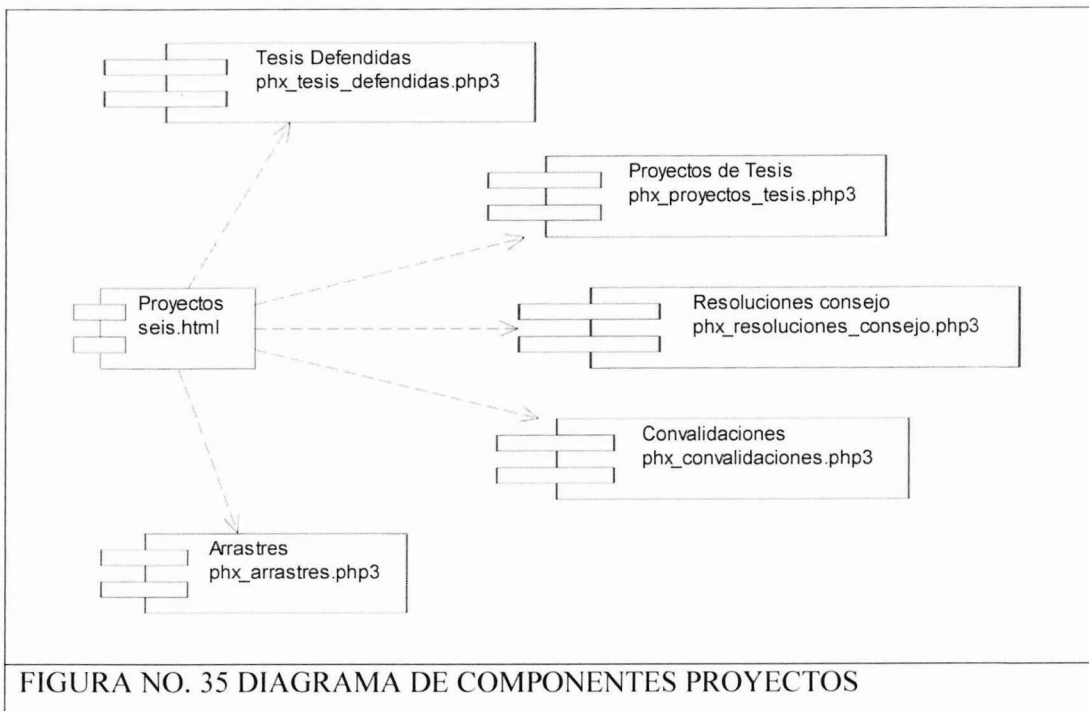 Tesis Defendidas
phx_tesis_defendidas.php3
Proyectos de Tesis
phx_proyectos_tesis.php3
Proyectos
seis.html
Resoluciones consejo
phx_resoluciones_consejo.php3
Convalidaciones
phx_convalidaciones.php3
Arrastres
phx_arrastres.php3
FIGURA NO. 35 DIAGRAMA DE COMPONENTES PROYECTOS